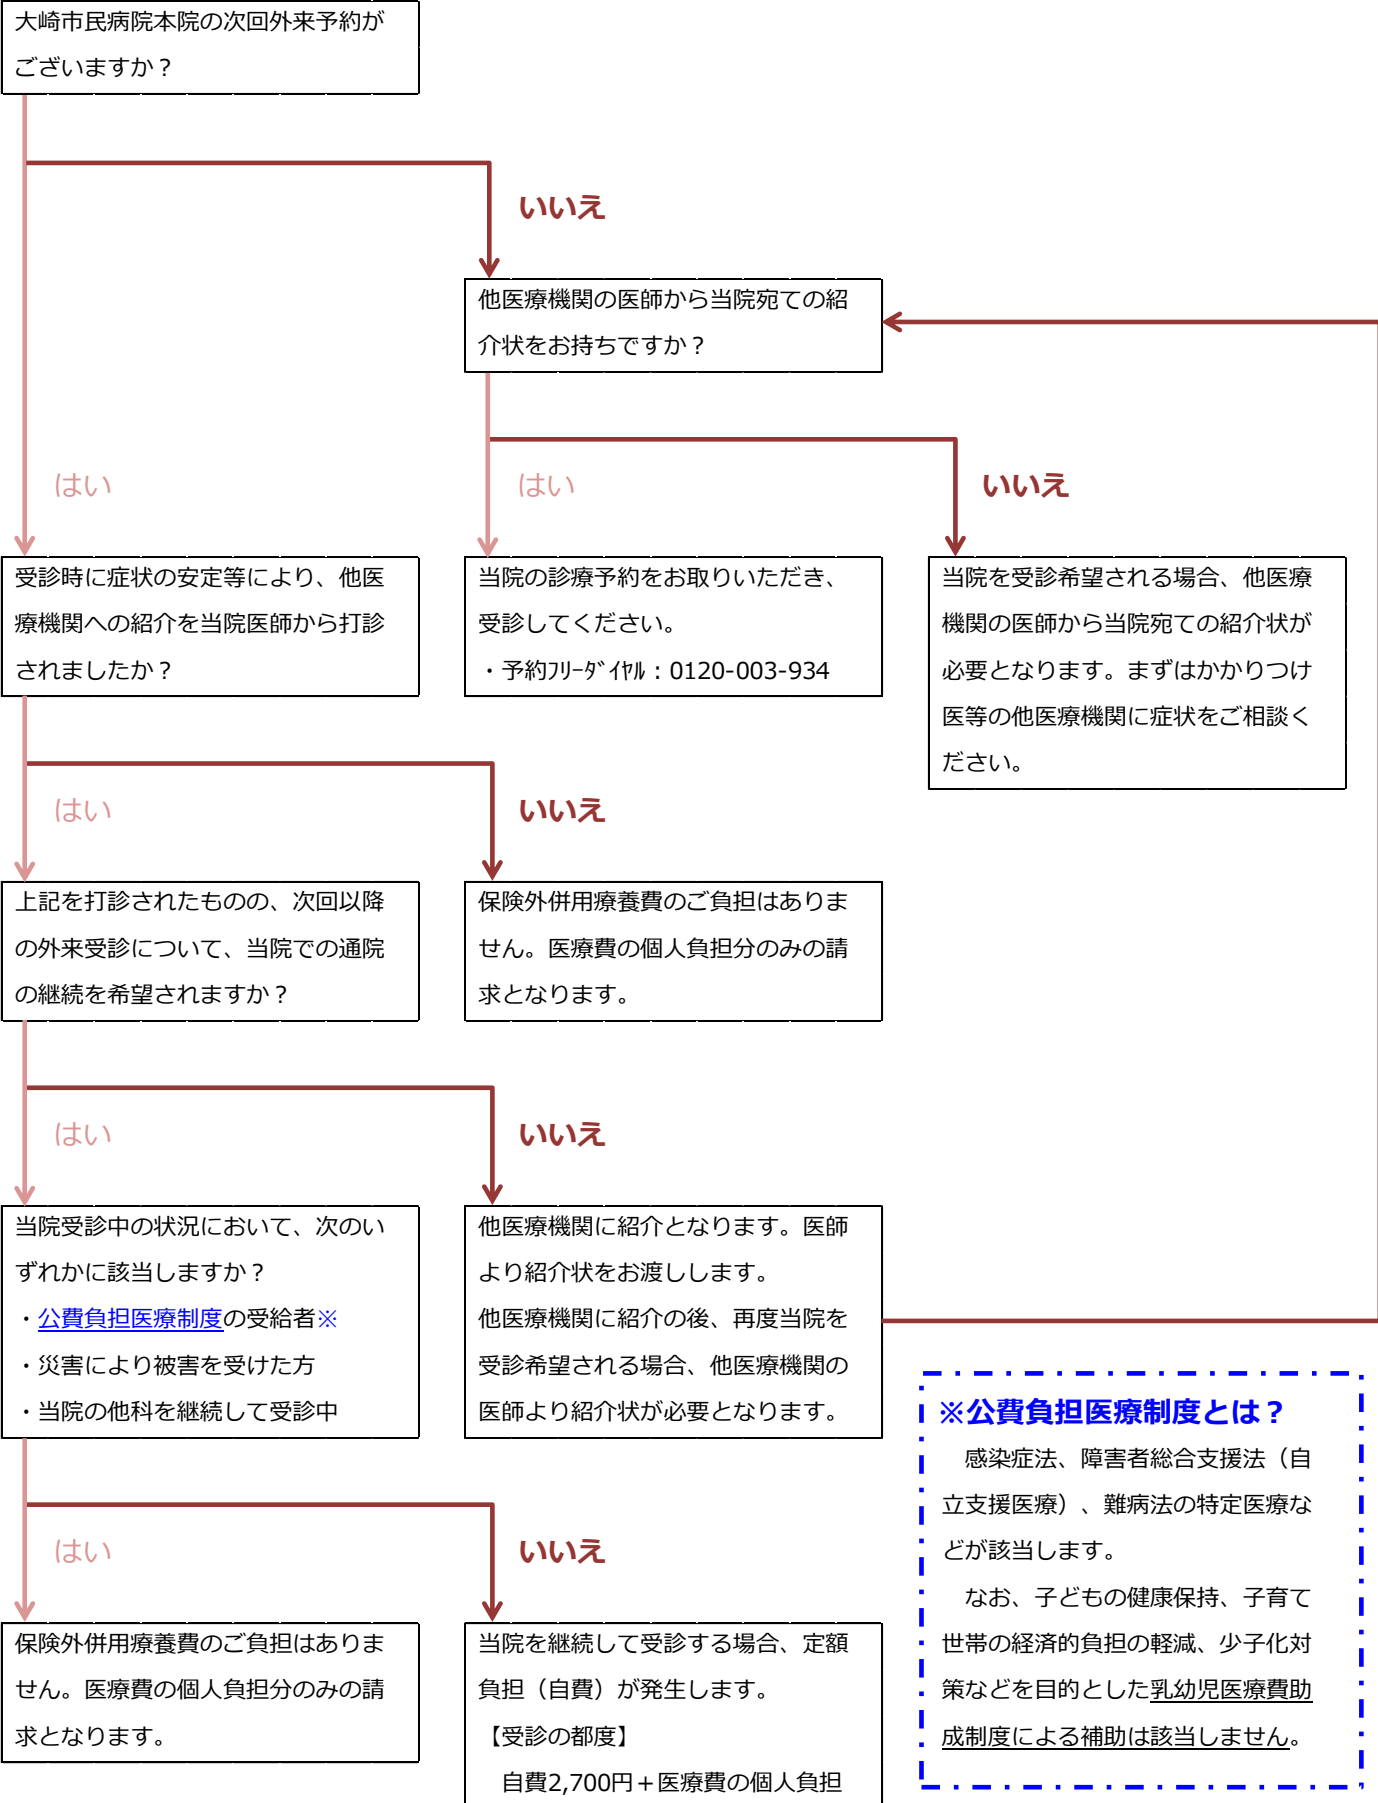 大崎市民病院本院の次回外来予約が
ございますか？
いいえ
他医療機関の医師から当院宛ての紹
介状をお持ちですか？
はい
はい
いいえ
受診時に症状の安定等により、他医
療機関への紹介を当院医師から打診
されましたか？
当院の診療予約をお取りいただき、
受診してください。
・予約ﾌﾘｰﾀﾞｲﾔﾙ：0120-003-934
当院を受診希望される場合、他医療
機関の医師から当院宛ての紹介状が
必要となります。まずはかかりつけ
医等の他医療機関に症状をご相談く
ださい。
はい
いいえ
上記を打診されたものの、次回以降
の外来受診について、当院での通院
の継続を希望されますか？
保険外併用療養費のご負担はありま
せん。医療費の個人負担分のみの請
求となります。
はい
いいえ
当院受診中の状況において、次のい
ずれかに該当しますか？
・公費負担医療制度の受給者※
・災害により被害を受けた方
・当院の他科を継続して受診中
他医療機関に紹介となります。医師
より紹介状をお渡しします。
他医療機関に紹介の後、再度当院を
受診希望される場合、他医療機関の
医師より紹介状が必要となります。
はい
いいえ
保険外併用療養費のご負担はありま
せん。医療費の個人負担分のみの請
求となります。
当院を継続して受診する場合、定額
負担（自費）が発生します。
【受診の都度】
自費2,700円＋医療費の個人負担
※公費負担医療制度とは？
感染症法、障害者総合支援法（自
立支援医療）、難病法の特定医療な
どが該当します。
なお、子どもの健康保持、子育て
世帯の経済的負担の軽減、少子化対
策などを目的とした乳幼児医療費助
成制度による補助は該当しません。